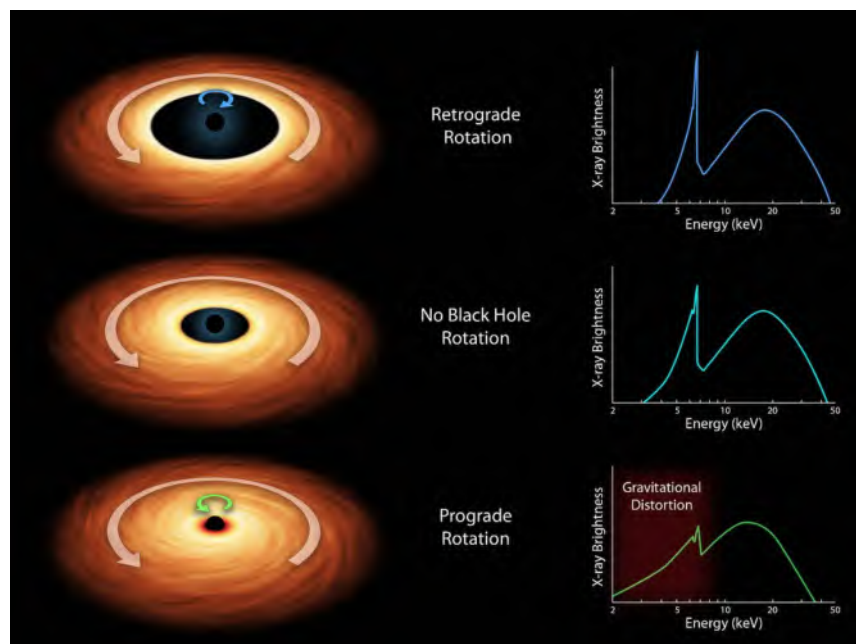 Retrograde
Rotation
X-ray Brightness
2 5 10 20 50
Energy (keV)
No Black Hole
Rotation
X-ray Brightness
2 5 10 20 50
Energy (keV)
Prograde
Rotation
Gravitational
Distortion
X-ray Brightness
2 5 10 20 50
Energy (keV)